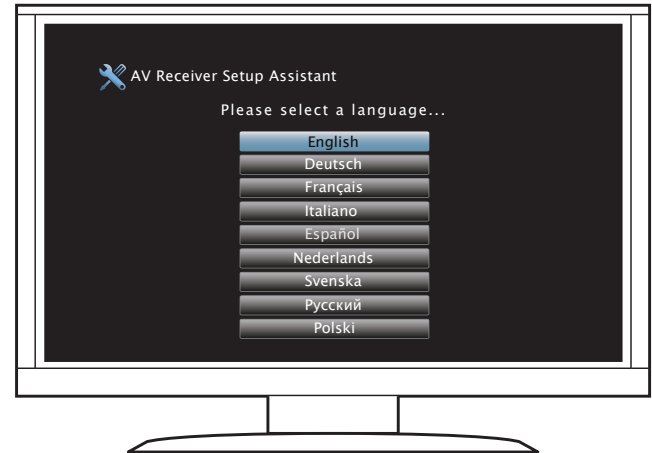 AV Receiver Setup Assistant
Please select a language...
English
Deutsch
Français
Italiano
Español
Nederlands
Svenska
Русский
Polski